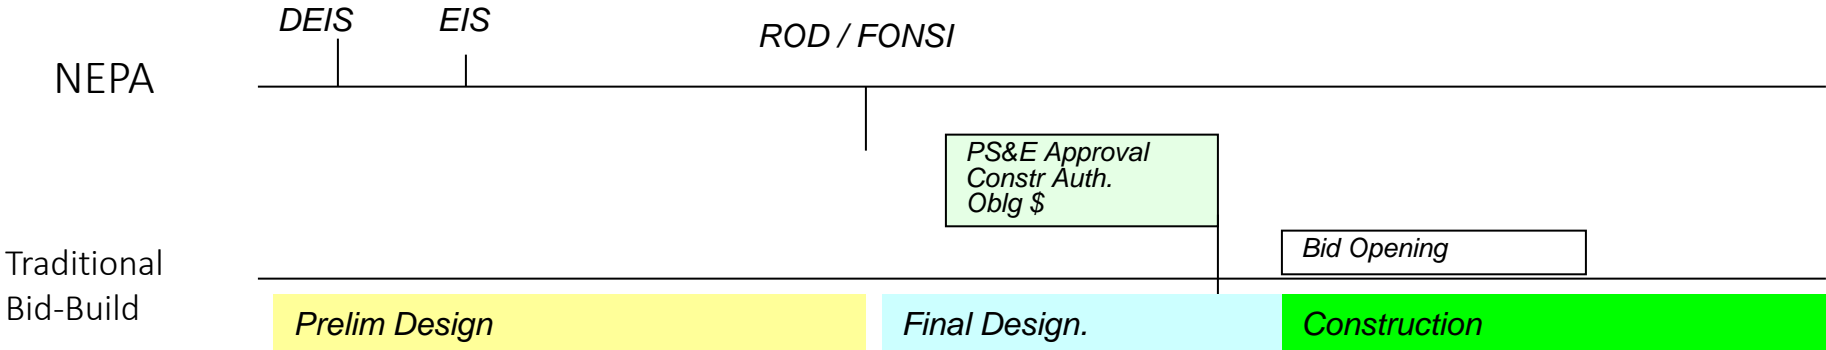 DEIS
EIS
ROD / FONSI
NEPA
PS&E Approval
Constr Auth.
Oblg $
Bid Opening
Traditional
Bid-Build
Prelim Design
Final Design.
Construction